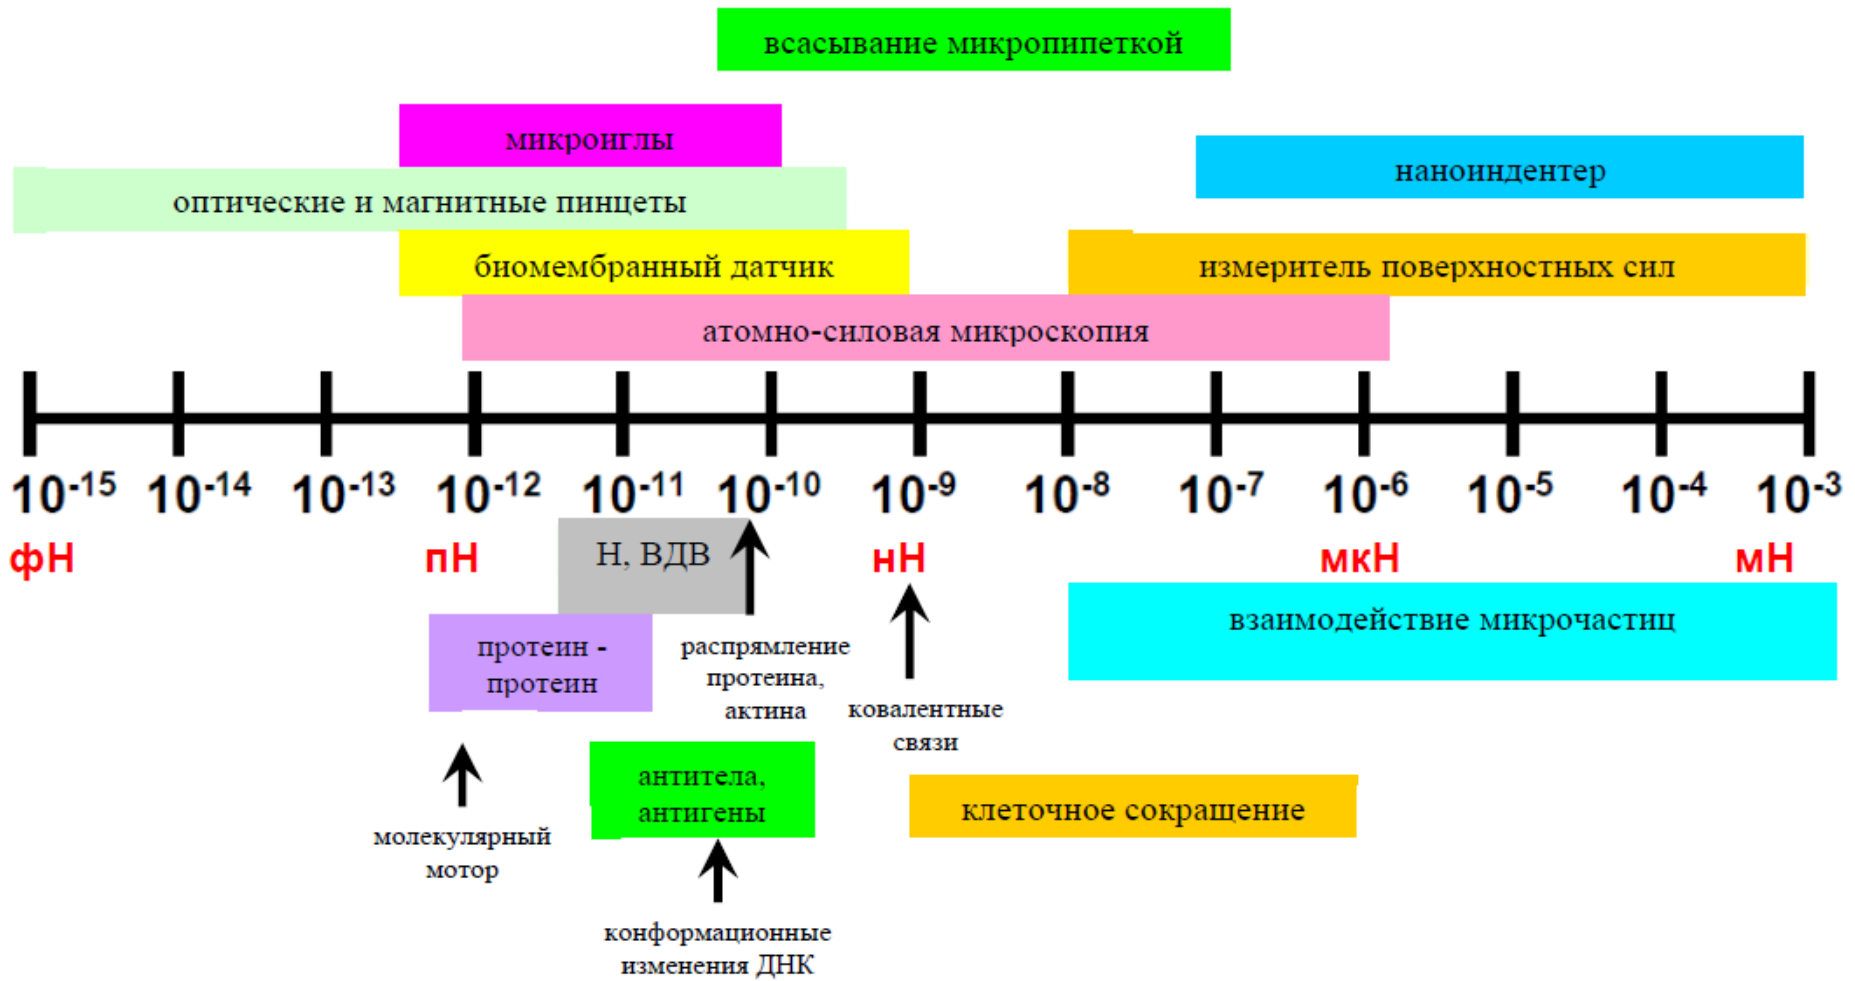 всасывание микропипеткой
микроиглы
наноиндентер
оптические и магнитные пинцеты
биомембранный датчик
измеритель поверхностных сил
атомно-силовая микроскопия
10⁻¹⁵ 10⁻¹⁴ 10⁻¹³ 10⁻¹² 10⁻¹¹ 10⁻¹⁰ 10⁻⁹ 10⁻⁸ 10⁻⁷ 10⁻⁶ 10⁻⁵ 10⁻⁴ 10⁻³
фН пН нН мкН мН
Н, ВДВ
взаимодействие микрочастиц
протеин -
протеин
распрямление
протеина,
актина
ковалентные
связи
антитела,
антигены
клеточное сокращение
молекулярный
мотор
конформационные
изменения ДНК